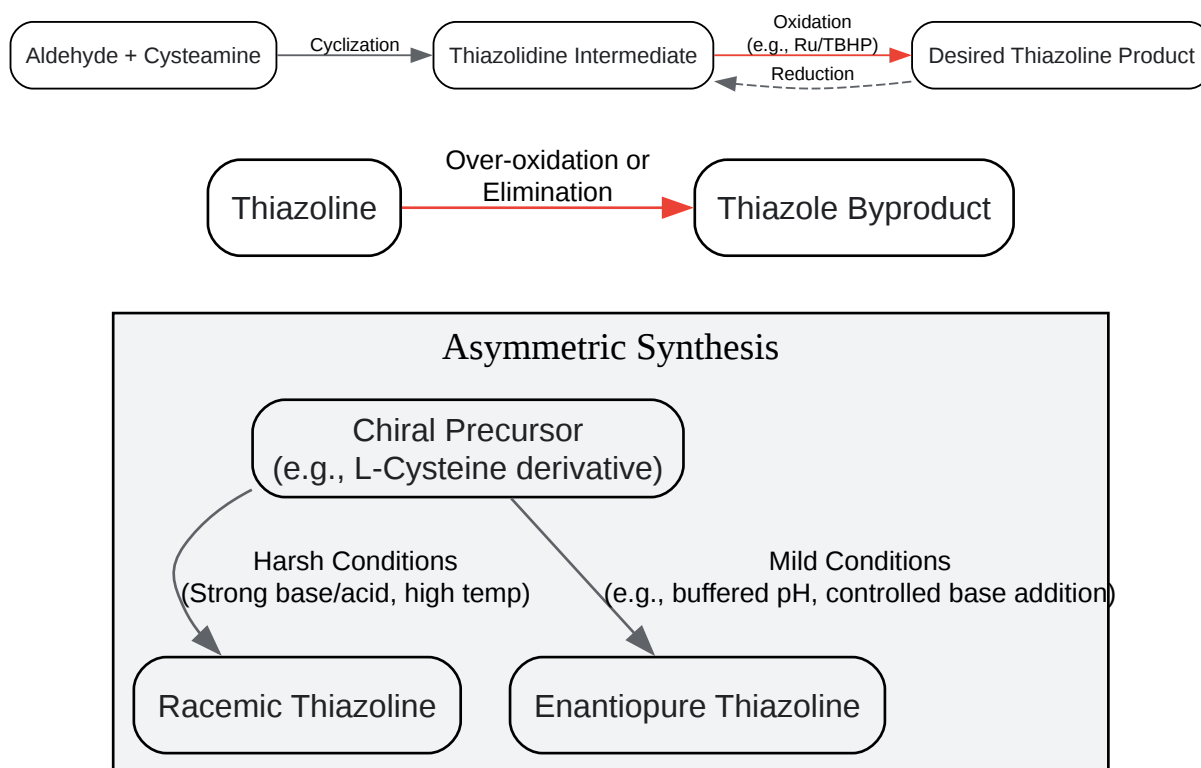 Aldehyde + Cysteamine
Cyclization
Thiazolidine Intermediate
Oxidation
(e.g., Ru/TBHP)
Reduction
Desired Thiazoline Product
Thiazoline
Over-oxidation or
Elimination
Thiazole Byproduct
Asymmetric Synthesis
Chiral Precursor
(e.g., L-Cysteine derivative)
Harsh Conditions
(Strong base/acid, high temp)
Mild Conditions
(e.g., buffered pH, controlled base addition)
Racemic Thiazoline
Enantiopure Thiazoline